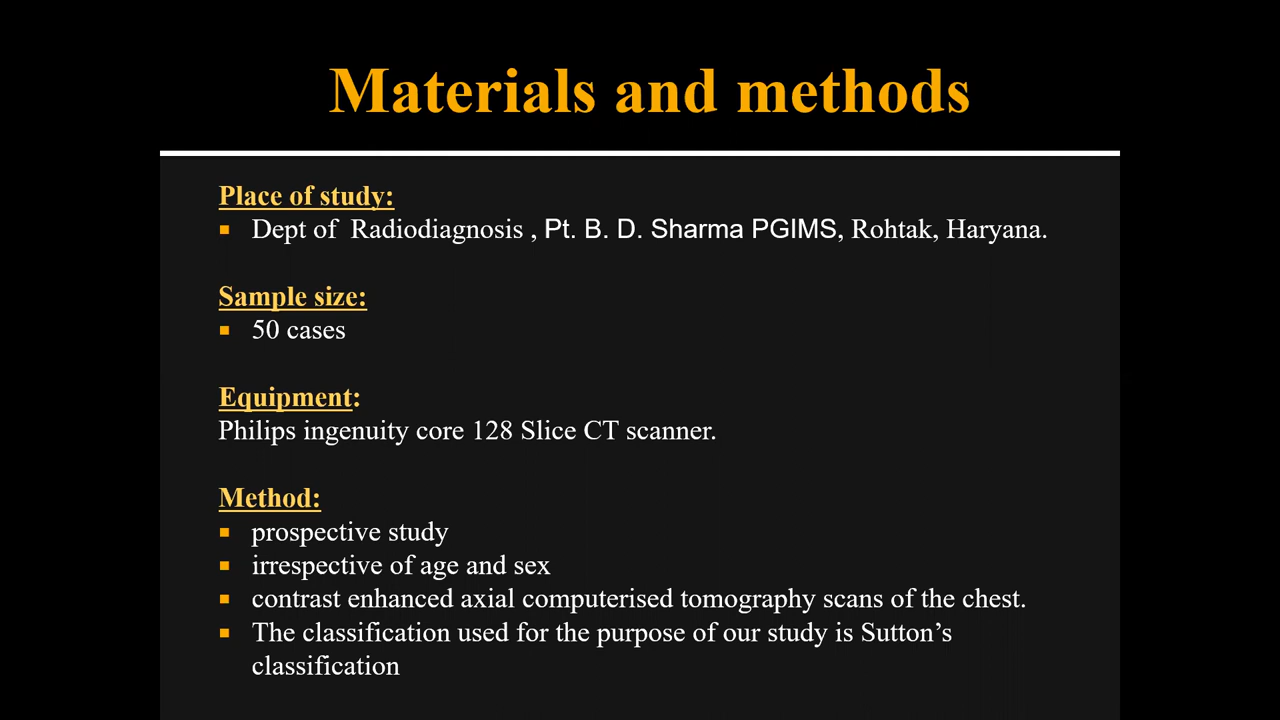 Materials and methods
Place of study:
▪ Dept of  Radiodiagnosis , Pt. B. D. Sharma PGIMS, Rohtak, Haryana.
Sample size:
▪ 50 cases
Equipment:
Philips ingenuity core 128 Slice CT scanner.
Method:
▪ prospective study
▪ irrespective of age and sex
▪ contrast enhanced axial computerised tomography scans of the chest.
▪ The classification used for the purpose of our study is Sutton’s
classification